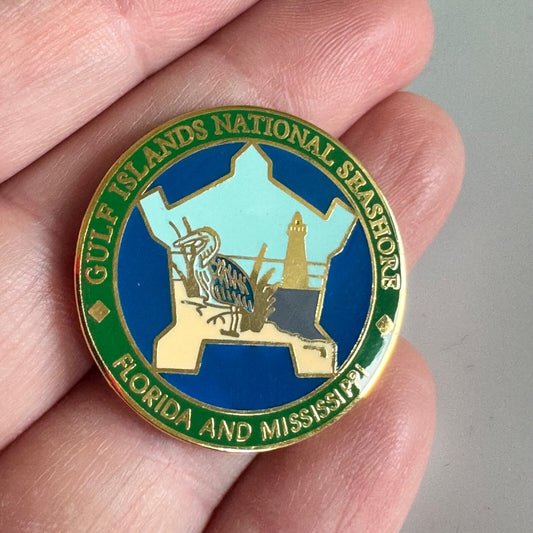 GULF ISLANDS NATIONAL SEASHORE
FLORIDA AND MISSISSIPPI